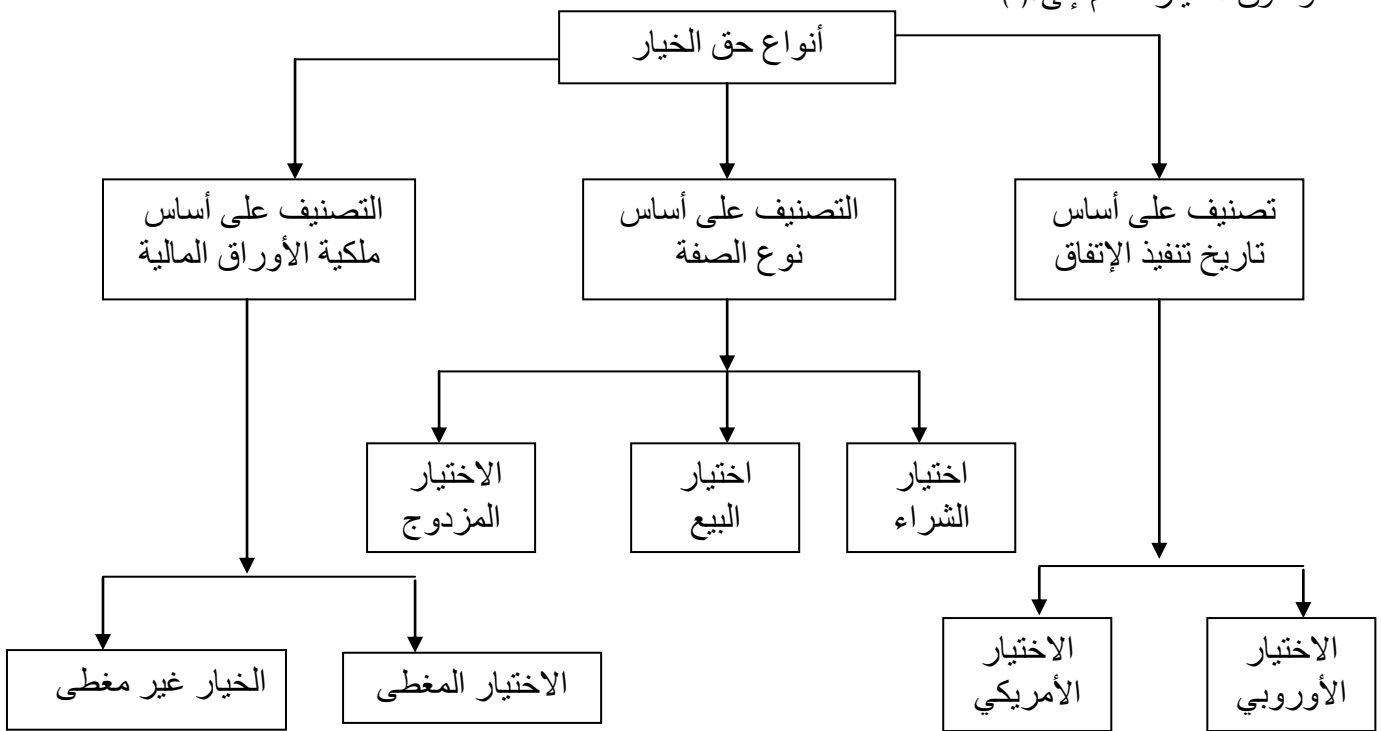 أنواع حق الخيار
تصنيف على أساس
تاريخ تنفيذ الإتفاق
التصنيف على أساس
نوع الصفة
التصنيف على أساس
ملكية الأوراق المالية
اختيار
الشراء
اختيار
البيع
الاختيار
المزدوج
الاختيار
الأوروبي
الاختيار
الأمريكي
الاختيار المغطى
الخيار غير مغطى